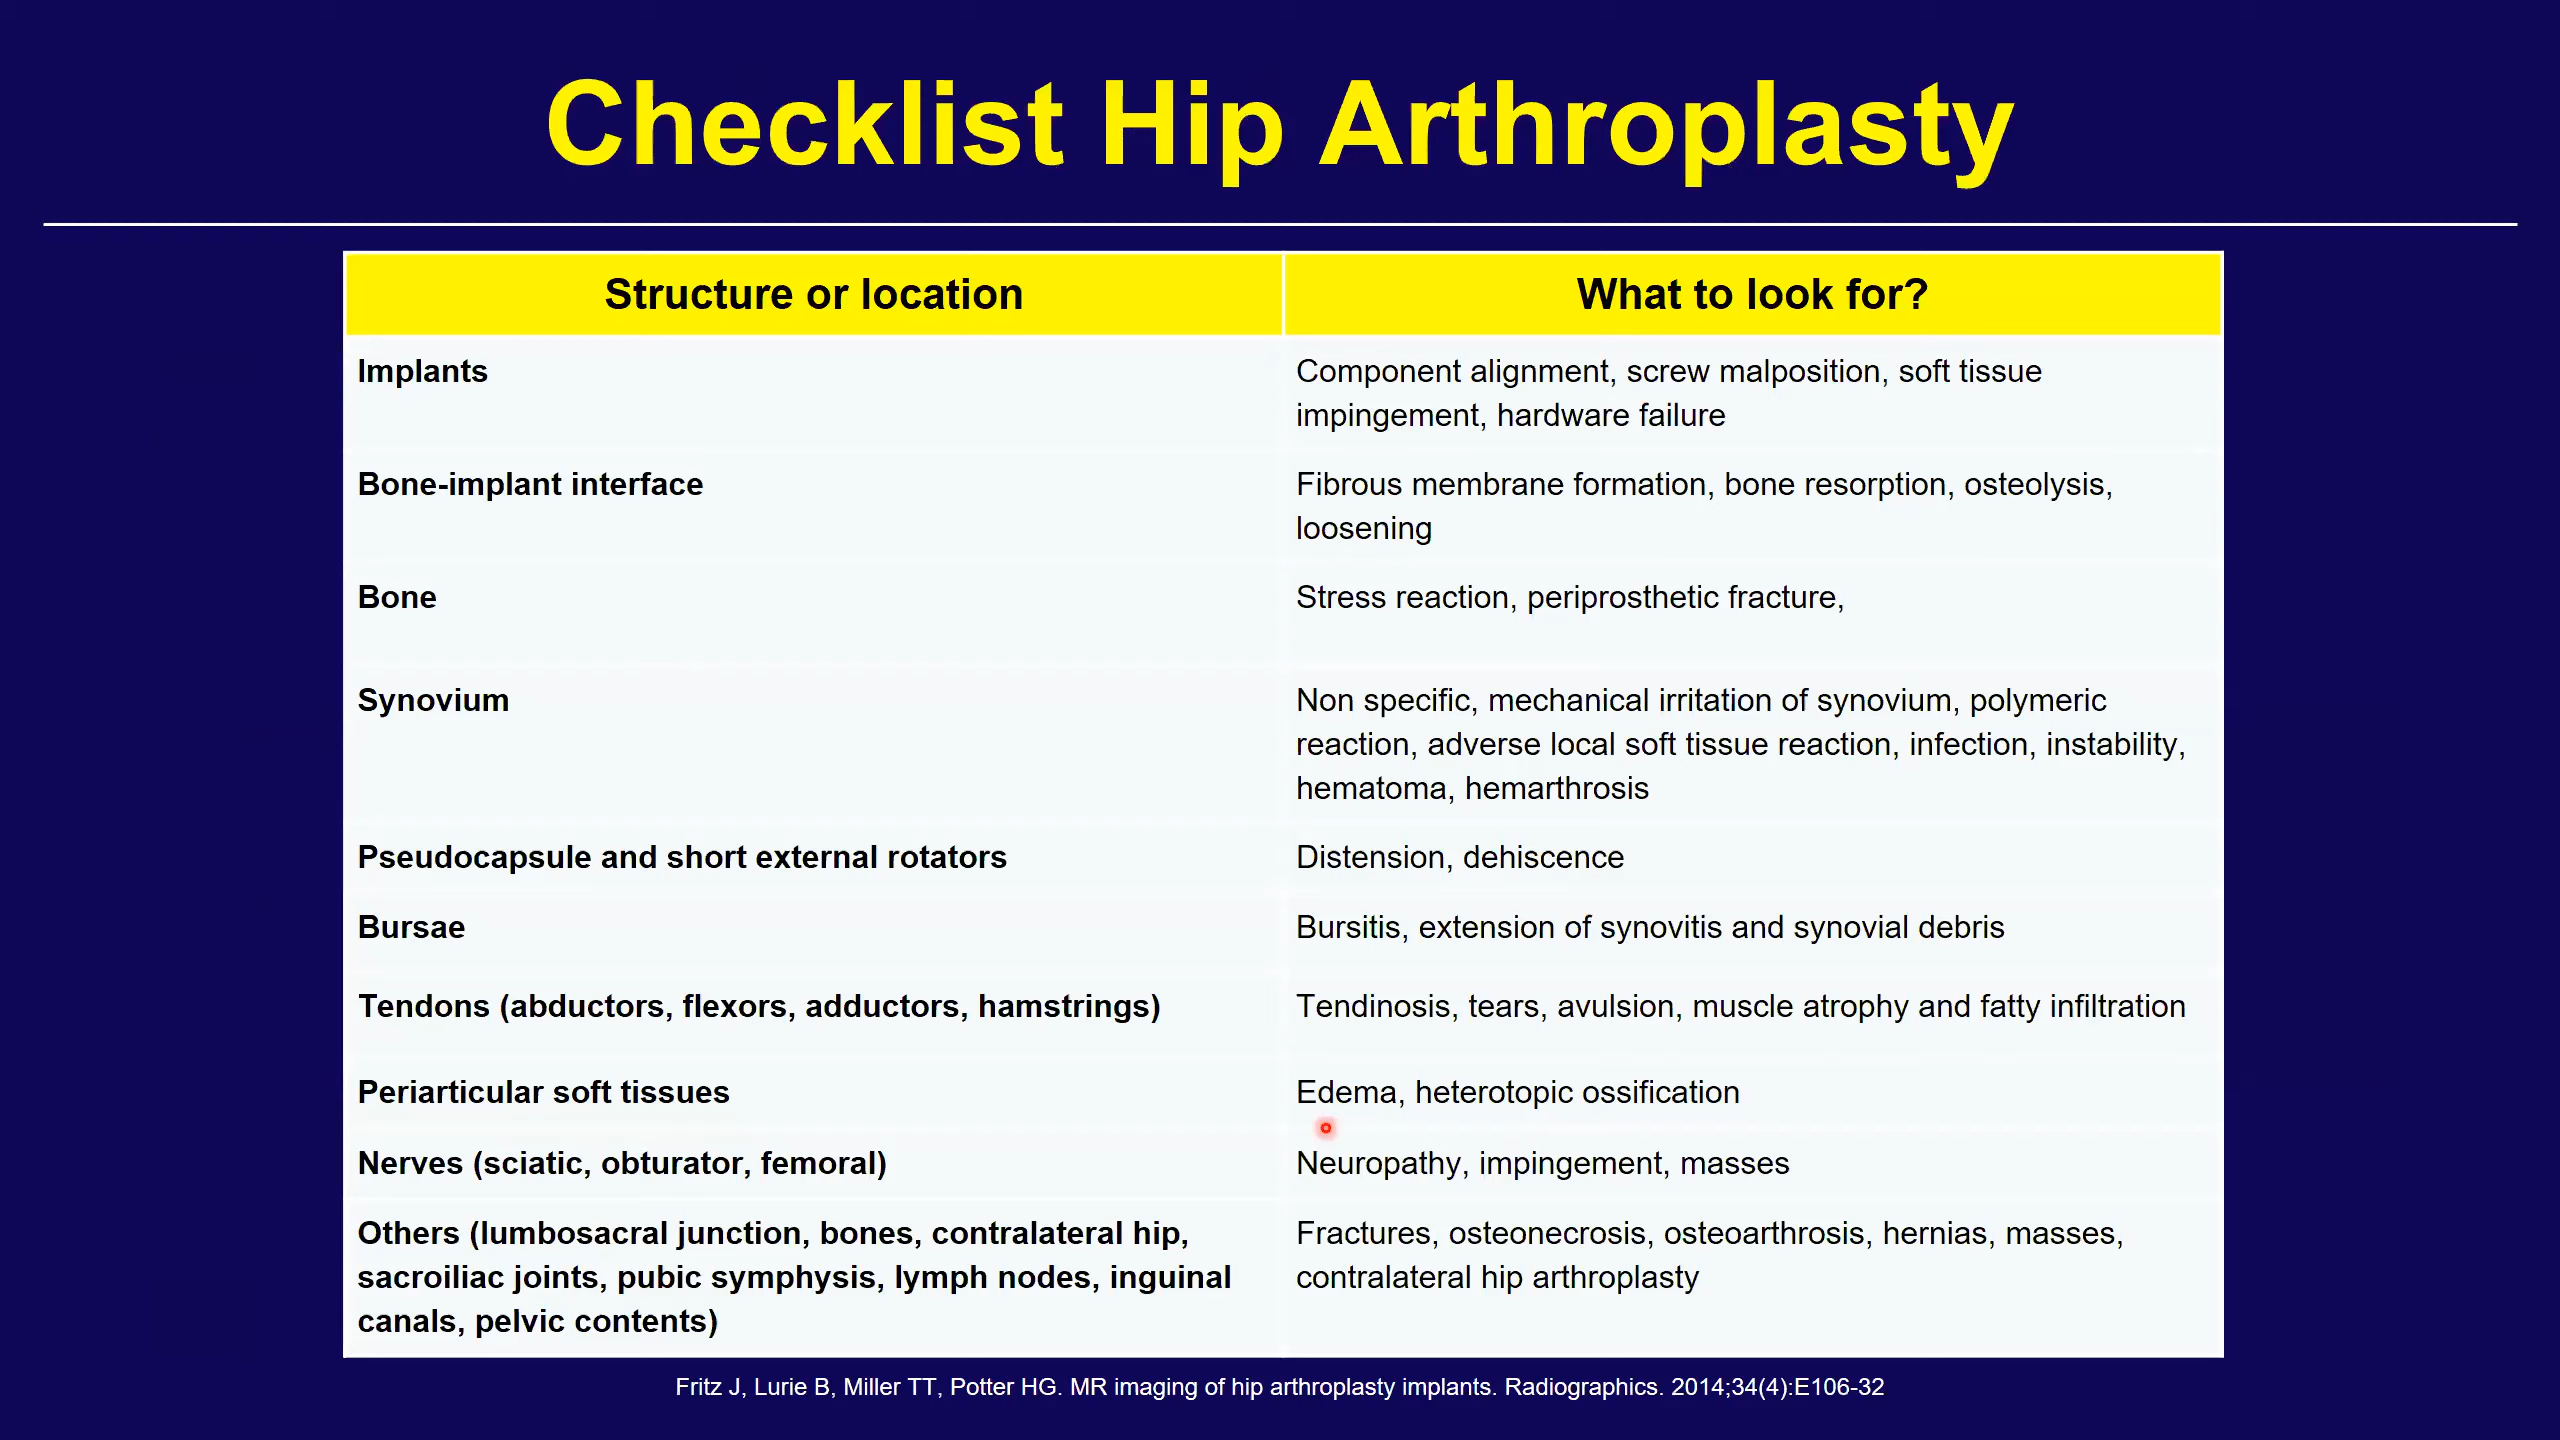 Checklist Hip Arthroplasty
Structure or location
What to look for?
Implants
Component alignment, screw malposition, soft tissue
impingement, hardware failure
Bone-implant interface
Fibrous membrane formation, bone resorption, osteolysis,
loosening
Bone
Stress reaction, periprosthetic fracture,
Synovium
Non specific, mechanical irritation of synovium, polymeric
reaction, adverse local soft tissue reaction, infection, instability,
hematoma, hemarthrosis
Pseudocapsule and short external rotators
Distension, dehiscence
Bursae
Bursitis, extension of synovitis and synovial debris
Tendons (abductors, flexors, adductors, hamstrings)
Tendinosis, tears, avulsion, muscle atrophy and fatty infiltration
Periarticular soft tissues
Edema, heterotopic ossification
Nerves (sciatic, obturator, femoral)
Neuropathy, impingement, masses
Others (lumbosacral junction, bones, contralateral hip,
sacroiliac joints, pubic symphysis, lymph nodes, inguinal
canals, pelvic contents)
Fractures, osteonecrosis, osteoarthrosis, hernias, masses,
contralateral hip arthroplasty
Fritz J, Lurie B, Miller TT, Potter HG. MR imaging of hip arthroplasty implants. Radiographics. 2014;34(4):E106-32